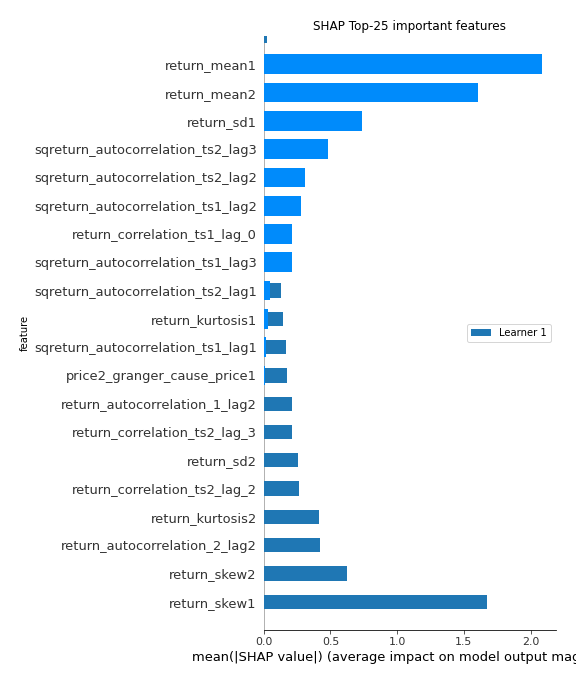 SHAP Top-25 important features
return_mean1
return_mean2
return_sd1
sqreturn_autocorrelation_ts2_lag3
sqreturn_autocorrelation_ts2_lag2
sqreturn_autocorrelation_ts1_lag2
return_correlation_ts1_lag_0
sqreturn_autocorrelation_ts1_lag3
sqreturn_autocorrelation_ts2_lag1
return_kurtosis1
sqreturn_autocorrelation_ts1_lag1
price2_granger_cause_price1
return_autocorrelation_1_lag2
return_correlation_ts2_lag_3
return_sd2
return_correlation_ts2_lag_2
return_kurtosis2
return_autocorrelation_2_lag2
return_skew2
return_skew1
feature
Learner 1
0.0 0.5 1.0 1.5 2.0
mean(|SHAP value|) (average impact on model output mag